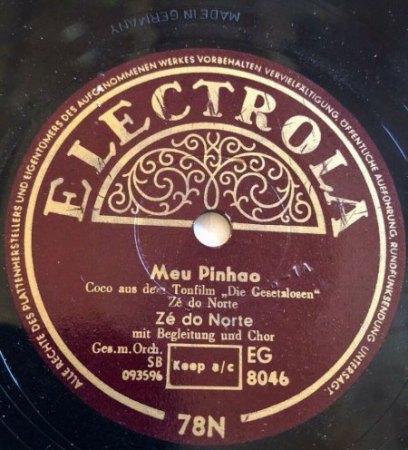 MADE IN GERMANY
ALLE RECHTE DES PLATTENHERSTELLERS UND EIGENTÜMERS DES AUFGENOMMENEN WERKES VORBEHALTEN VERVIELFÄLTIGUNG, ÖFFENTLICHE AUFFÜHRUNG, RUNDFUNKSENDUNG UNTERSAGT.
ELECTROLA
Meu Pinhao
Coco aus dem Tonfilm „Die Gesetzlosen"
Zé do Norte
Zé do Norte
mit Begleitung und Chor
Ges.m.Orch.
SB
093596
Koop a/c
EG
8046
78N